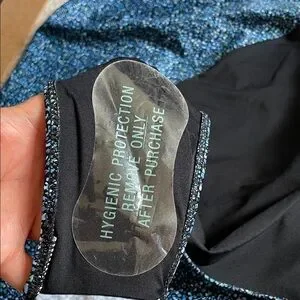 HYGIENIC PROTECTION
REMOVE ONLY
AFTER PURCHASE